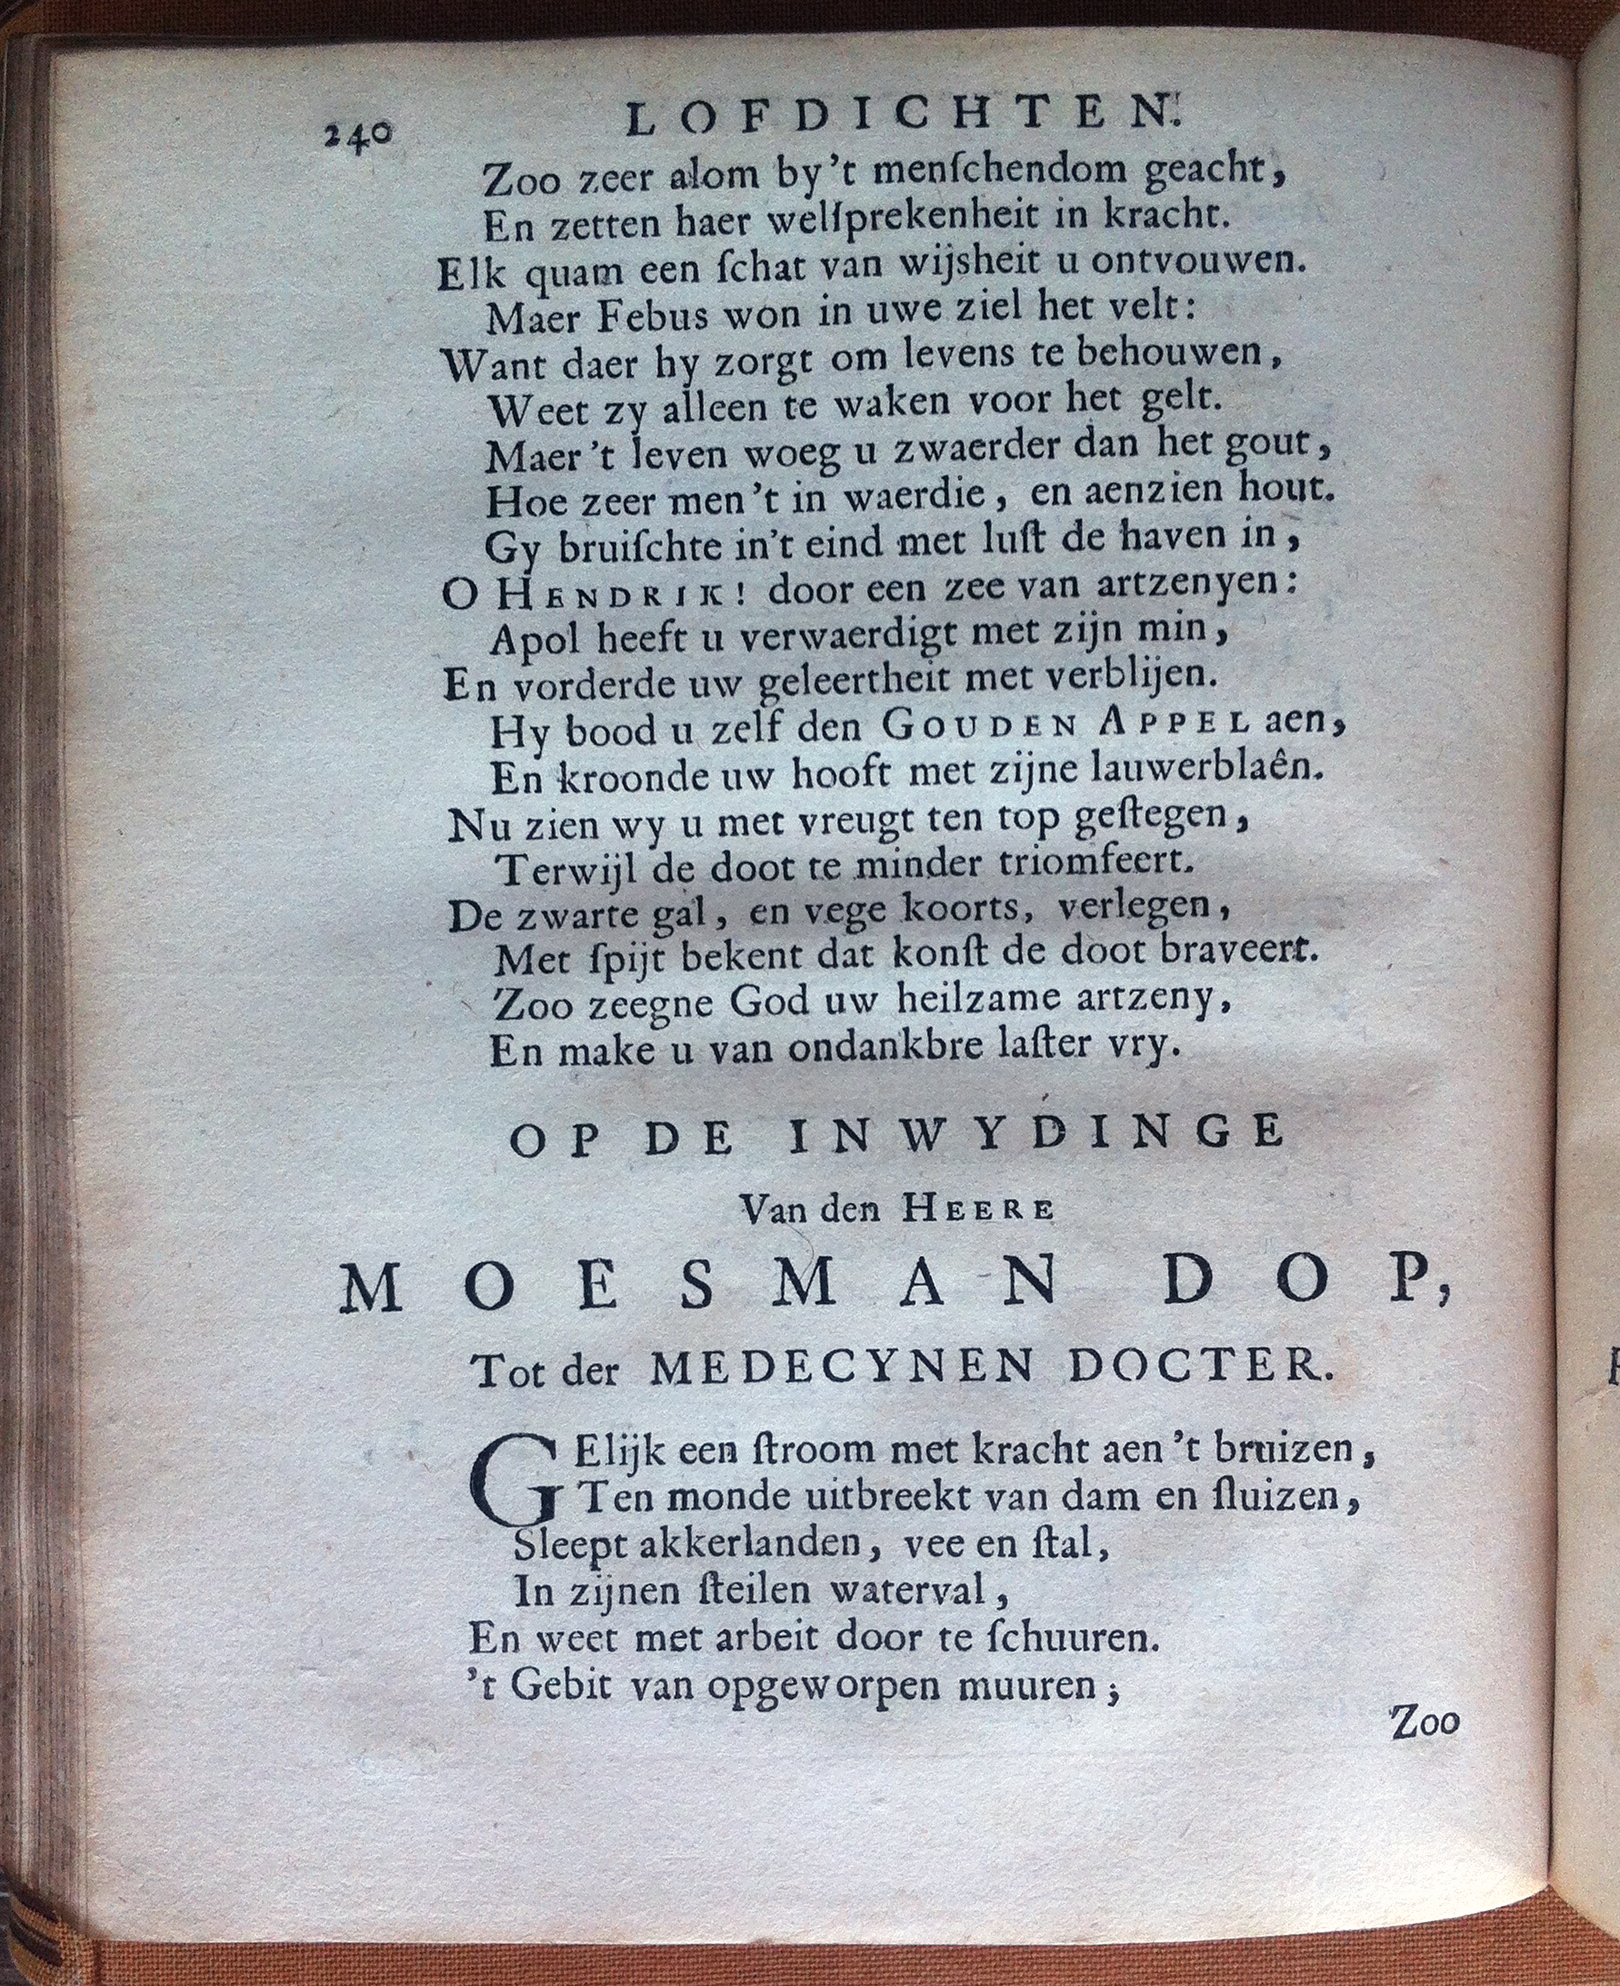 240 LOFDICHTEN.
Zoo zeer alom by 't menſchendom geacht,
En zetten haer welſprekenheit in kracht.
Elk quam een ſchat van wijsheit u ontvouwen.
Maer Febus won in uwe ziel het velt:
Want daer hy zorgt om levens te behouwen,
Weet zy alleen te waken voor het gelt.
Maer 't leven woeg u zwaerder dan het gout,
Hoe zeer men 't in waerdie, en aenzien hout.
Gy bruiſchte in't eind met luſt de haven in,
O HENDRIK! door een zee van artzenyen:
Apol heeft u verwaerdigt met zijn min,
En vorderde uw geleertheit met verblijen.
Hy bood u zelf den GOUDEN APPEL aen,
En kroonde uw hooft met zijne lauwerblaên.
Nu zien wy u met vreugt ten top geſtegen,
Terwijl de doot te minder triomfeert.
De zwarte gal, en vege koorts, verlegen,
Met ſpijt bekent dat konſt de doot braveert.
Zoo zeegne God uw heilzame artzeny,
En make u van ondankbre laſter vry.
OP DE INWYDINGE
Van den HEERE
MOESMAN DOP,
Tot der MEDECYNEN DOCTER.
GElijk een ſtroom met kracht aen 't bruizen,
Ten monde uitbreekt van dam en ſluizen,
Sleept akkerlanden, vee en ſtal,
In zijnen ſteilen waterval,
En weet met arbeit door te ſchuuren.
't Gebit van opgeworpen muuren;
Zoo